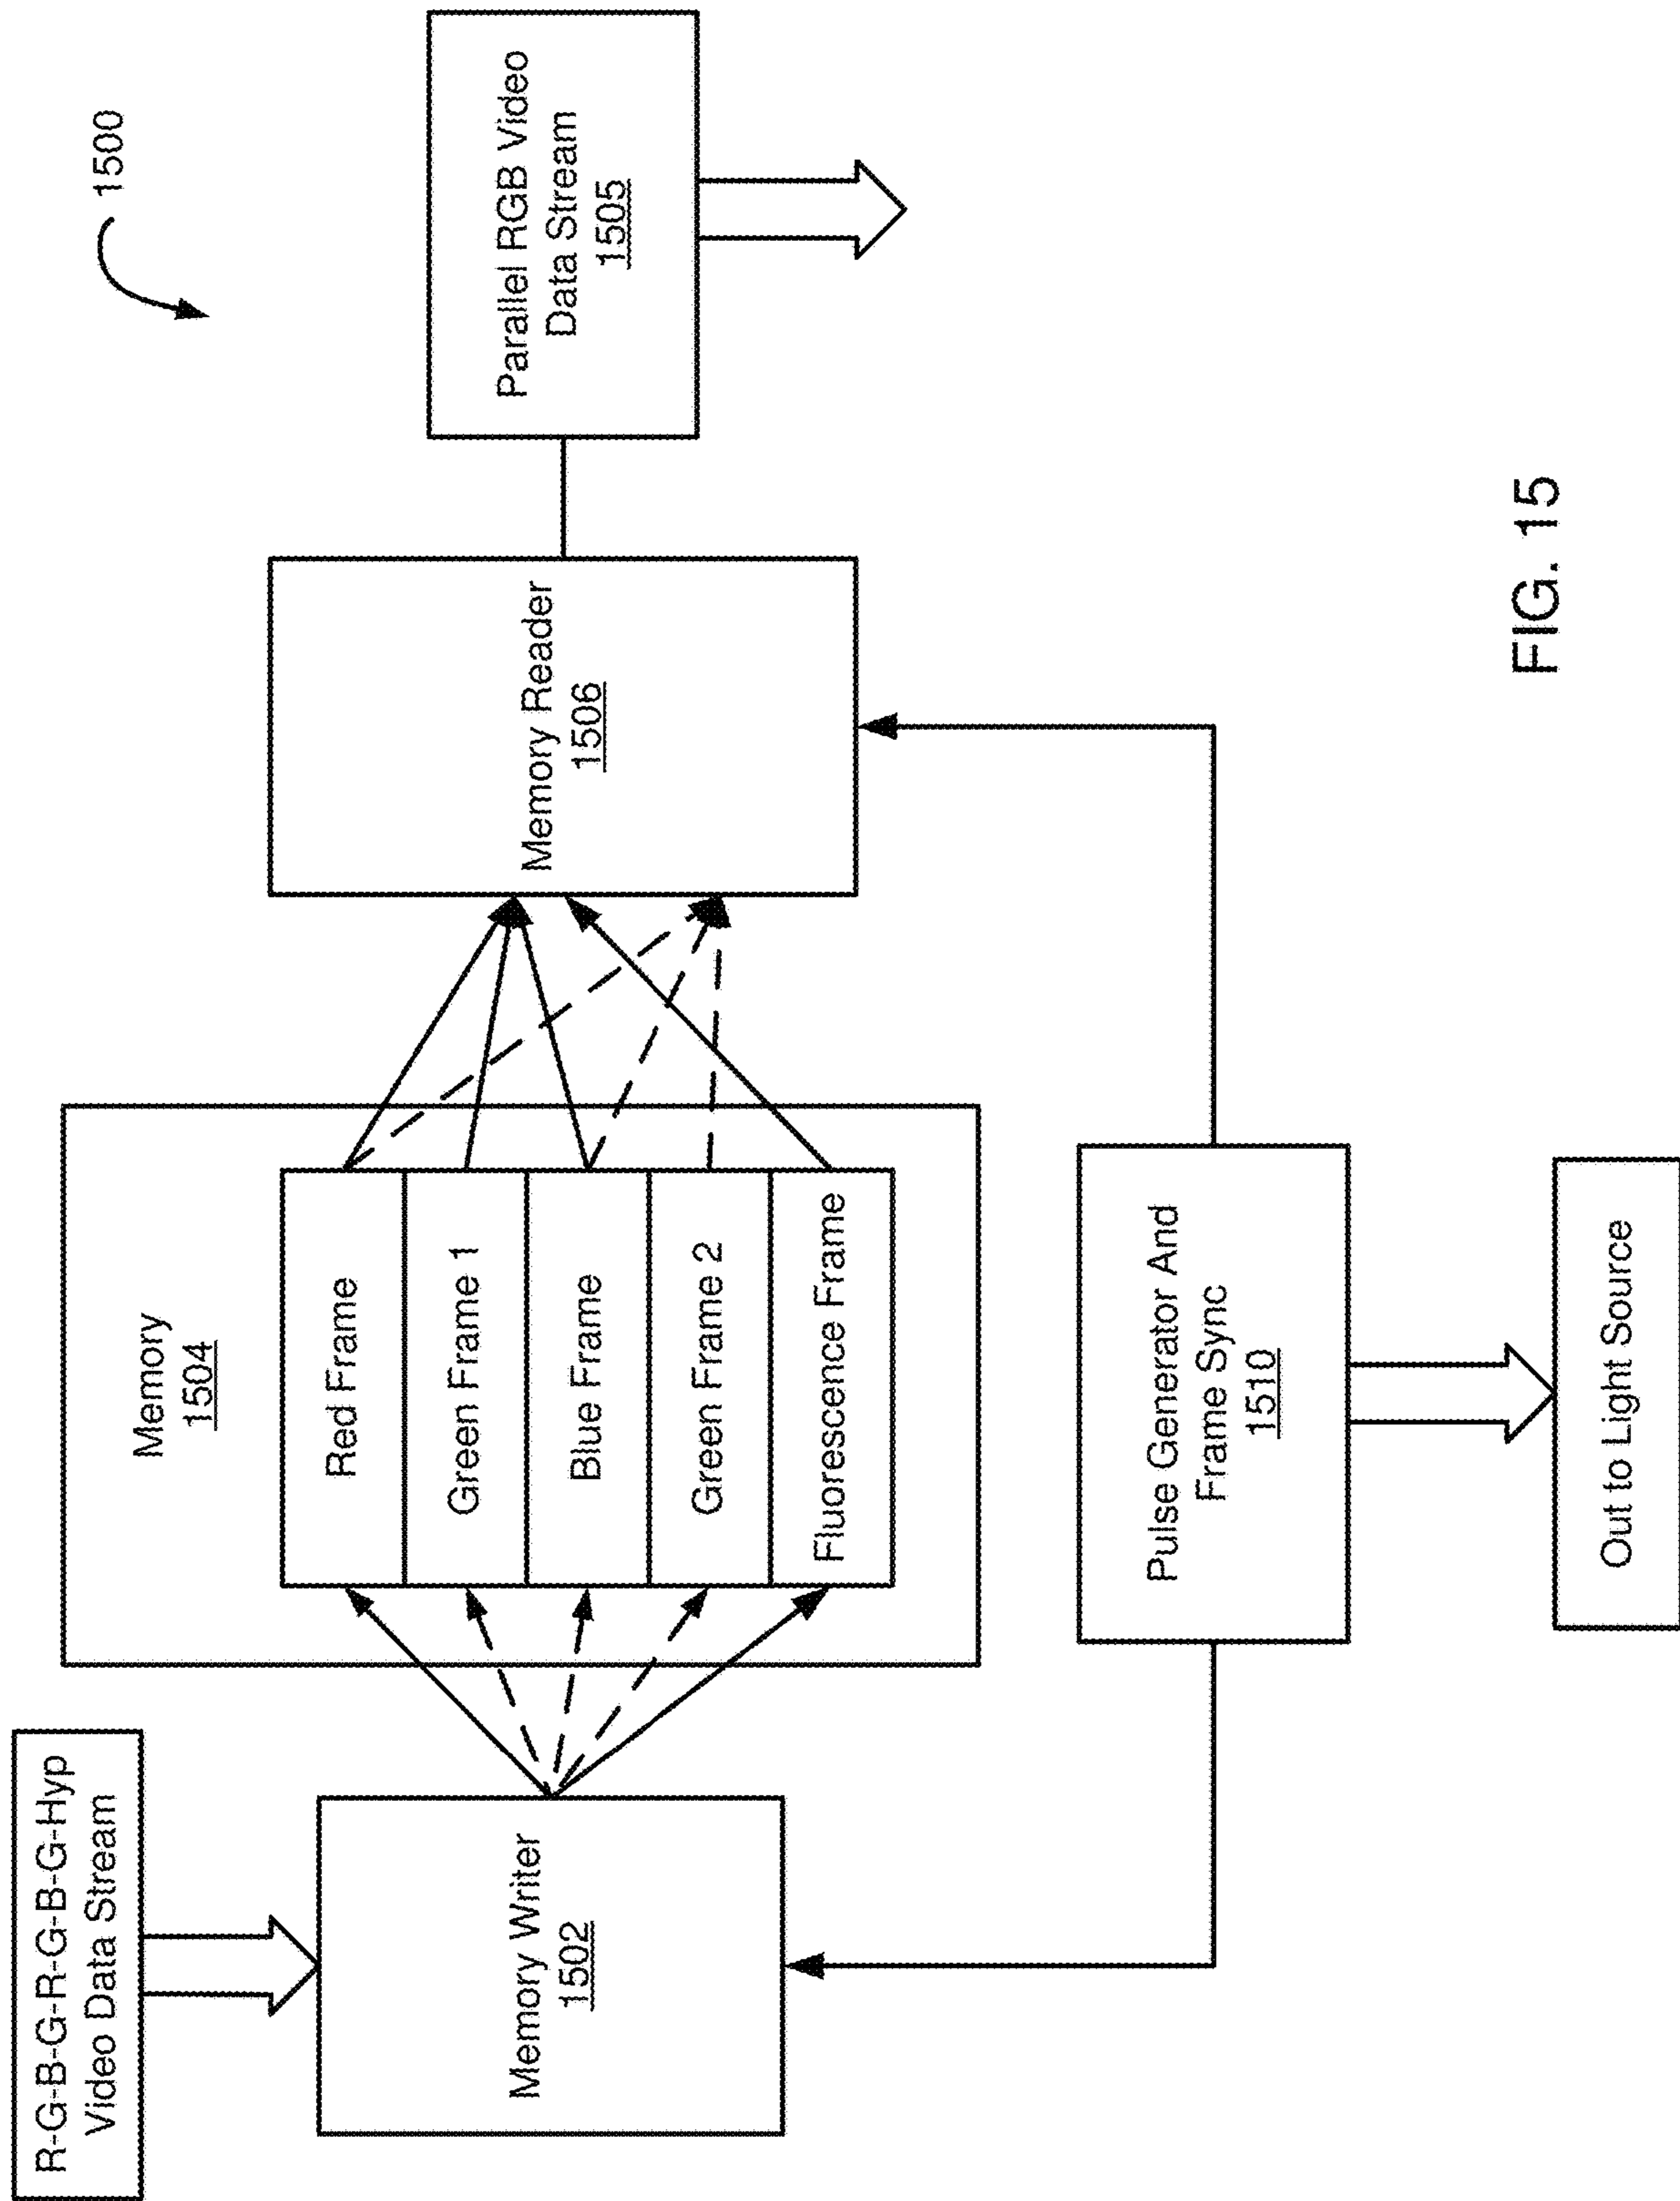 1500
R-G-B-G-R-G-B-G-Hyp
Video Data Stream
Memory Writer
1502
Memory
1504
Red Frame
Green Frame 1
Blue Frame
Green Frame 2
Fluorescence Frame
Memory Reader
1506
Parallel RGB Video
Data Stream
1505
Pulse Generator And
Frame Sync
1510
Out to Light Source
FIG. 15